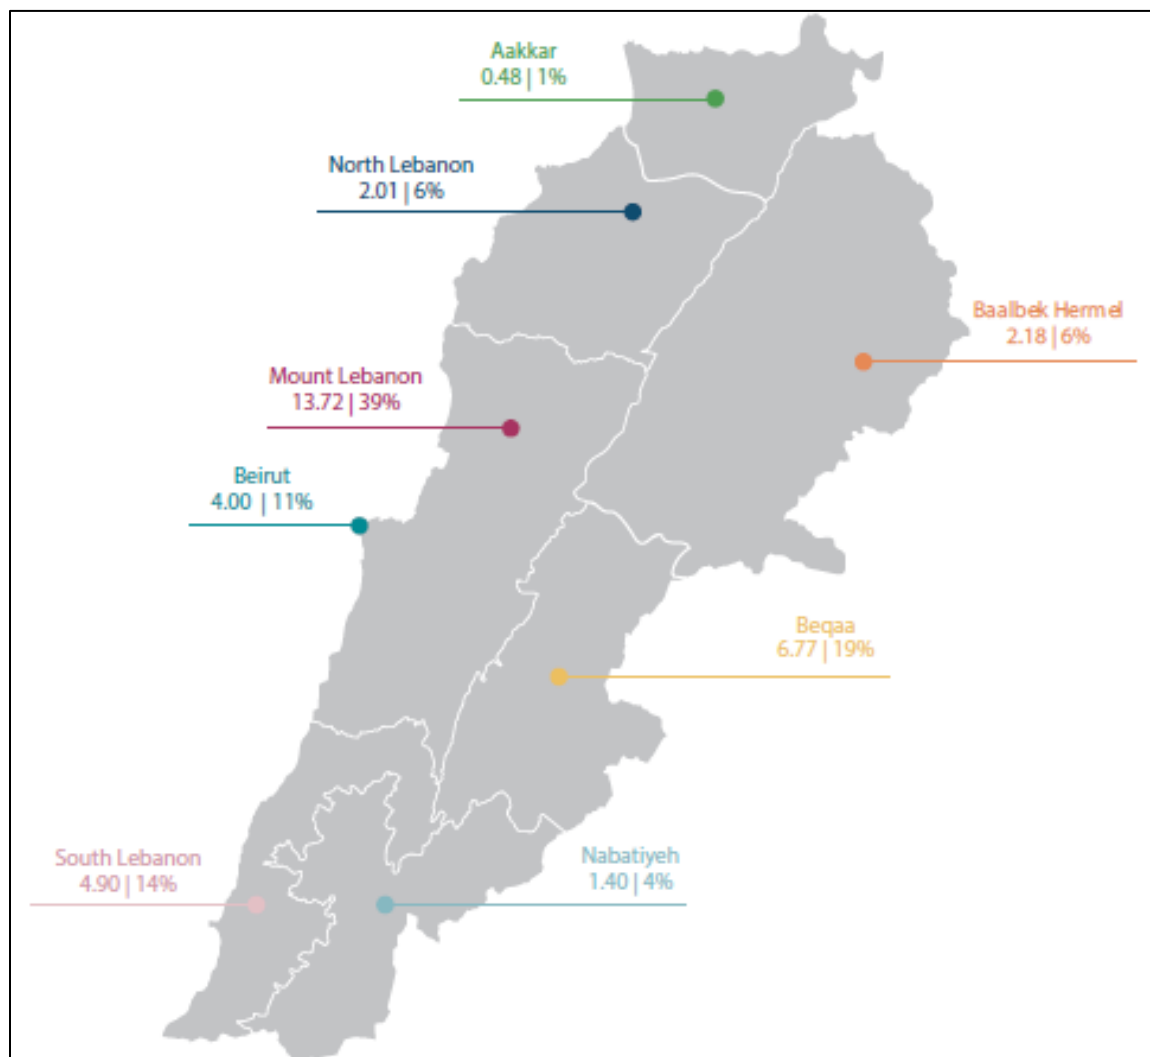 Aakkar
0.48 | 1%
North Lebanon
2.01 | 6%
Baalbek Hermel
2.18 | 6%
Mount Lebanon
13.72 | 39%
Beirut
4.00 | 11%
Beqaa
6.77 | 19%
South Lebanon
4.90 | 14%
Nabatiyeh
1.40 | 4%